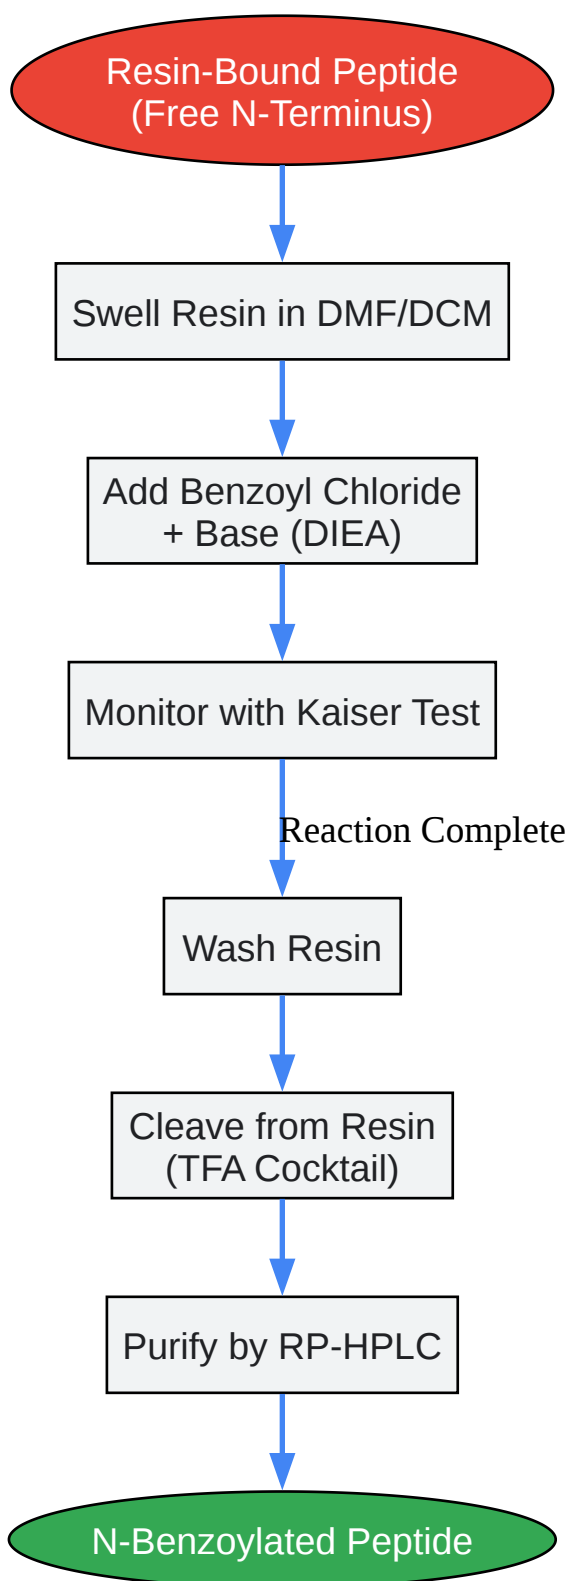 Resin-Bound Peptide
(Free N-Terminus)
Swell Resin in DMF/DCM
Add Benzoyl Chloride
+ Base (DIEA)
Monitor with Kaiser Test
Reaction Complete
Wash Resin
Cleave from Resin
(TFA Cocktail)
Purify by RP-HPLC
N-Benzoylated Peptide